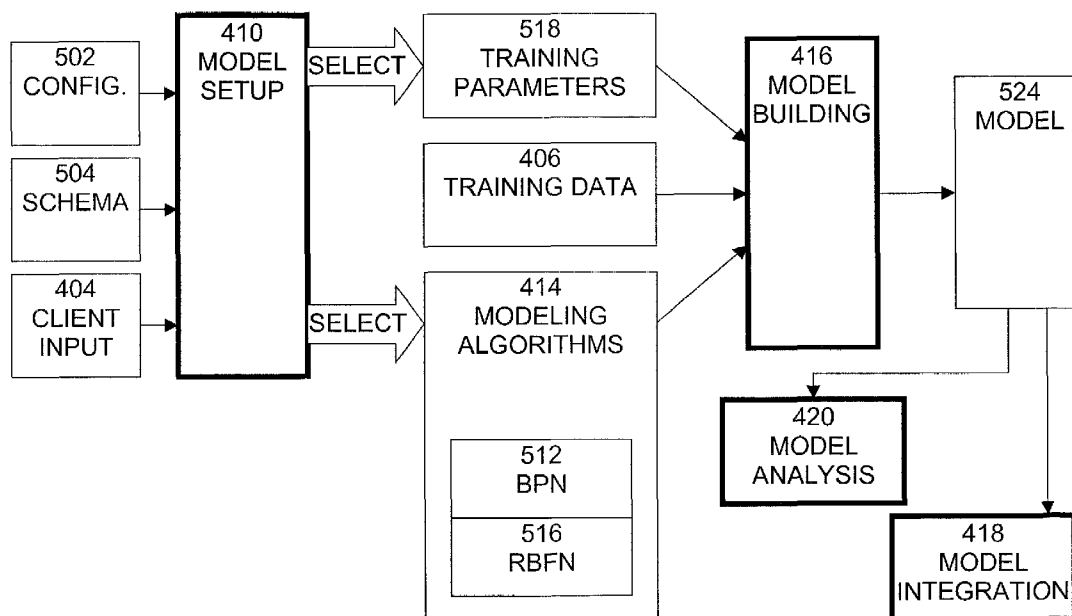 502
CONFIG.
504
SCHEMA
404
CLIENT
INPUT
410
MODEL
SETUP
SELECT
SELECT
518
TRAINING
PARAMETERS
406
TRAINING DATA
414
MODELING
ALGORITHMS
512
BPN
516
RBFN
416
MODEL
BUILDING
524
MODEL
420
MODEL
ANALYSIS
418
MODEL
INTEGRATION